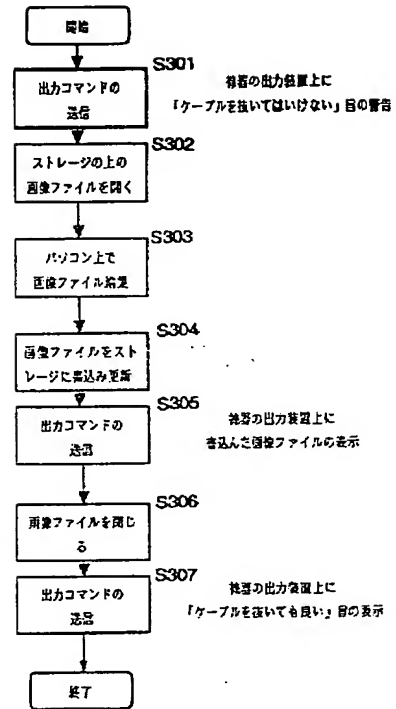 開始
S301
出力コマンドの
送信
機器の出力装置上に
「ケーブルを抜いてはいけない」旨の警告
S302
ストレージの上の
画像ファイルを開く
S303
パソコン上で
画像ファイル編集
S304
画像ファイルをスト
レージに書込み更新
S305
出力コマンドの
送信
機器の出力装置上に
書込んだ画像ファイルの表示
S306
画像ファイルを閉じ
る
S307
出力コマンドの
送信
機器の出力装置上に
「ケーブルを抜いても良い」旨の表示
終了